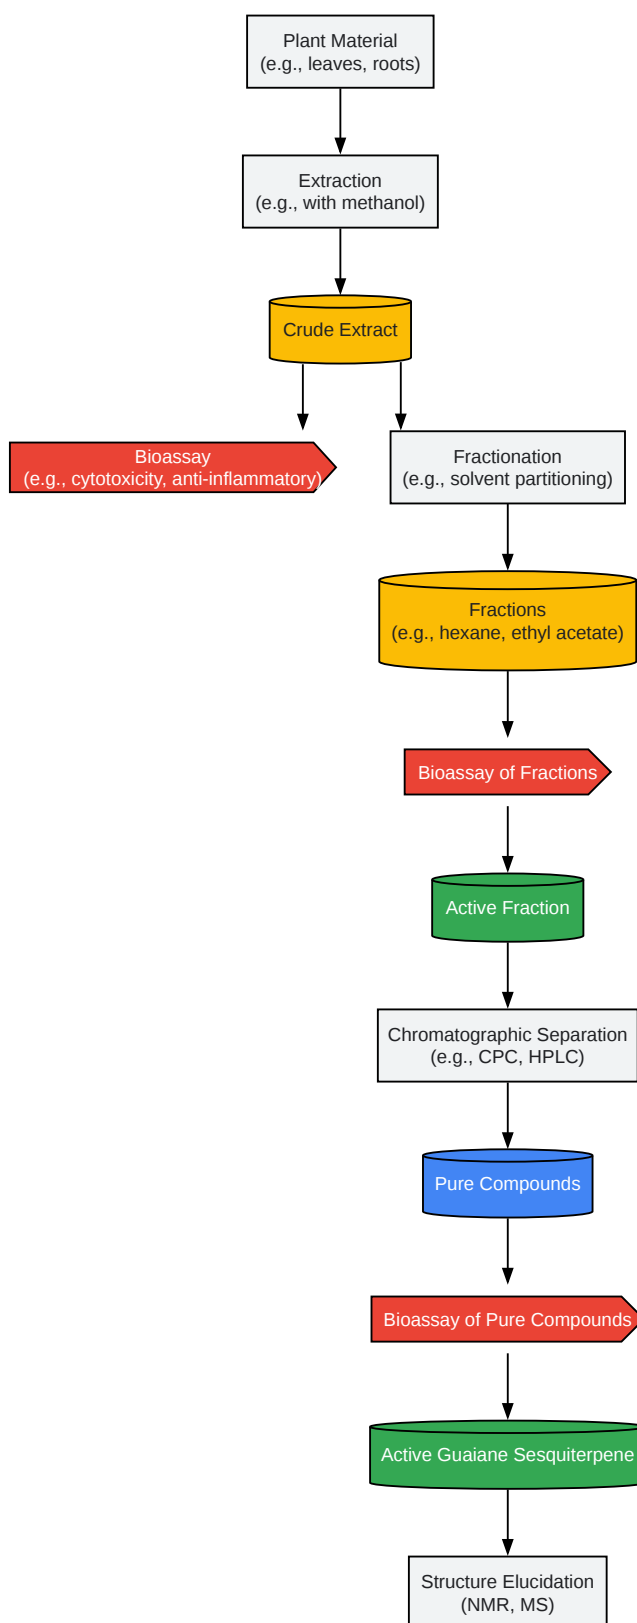 Plant Material
(e.g., leaves, roots)
Extraction
(e.g., with methanol)
Crude Extract
Bioassay
(e.g., cytotoxicity, anti-inflammatory)
Fractionation
(e.g., solvent partitioning)
Fractions
(e.g., hexane, ethyl acetate)
Bioassay of Fractions
Active Fraction
Chromatographic Separation
(e.g., CPC, HPLC)
Pure Compounds
Bioassay of Pure Compounds
Active Guaiane Sesquiterpene
Structure Elucidation
(NMR, MS)